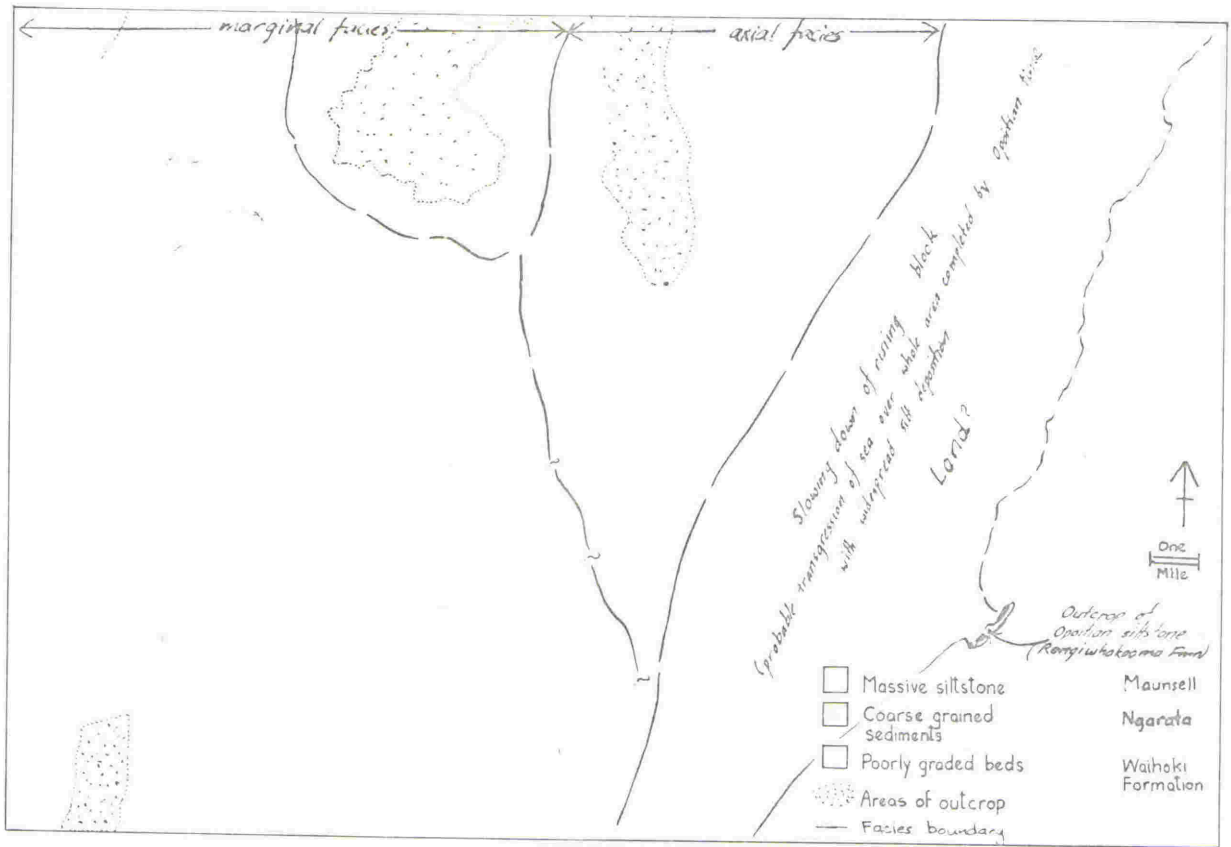 marginal facies
axial facies
Slowing down of rising block
(probable transgression of sea over whole area completed by Opoitian time
with widespread silt deposition
Land?
One
Mile
Outcrop of
Opoitian siltstone
Massive siltstone
Maunsell
Coarse grained
sediments
Ngarata
Poorly graded beds
Waihoki
Formation
Areas of outcrop
Facies boundary